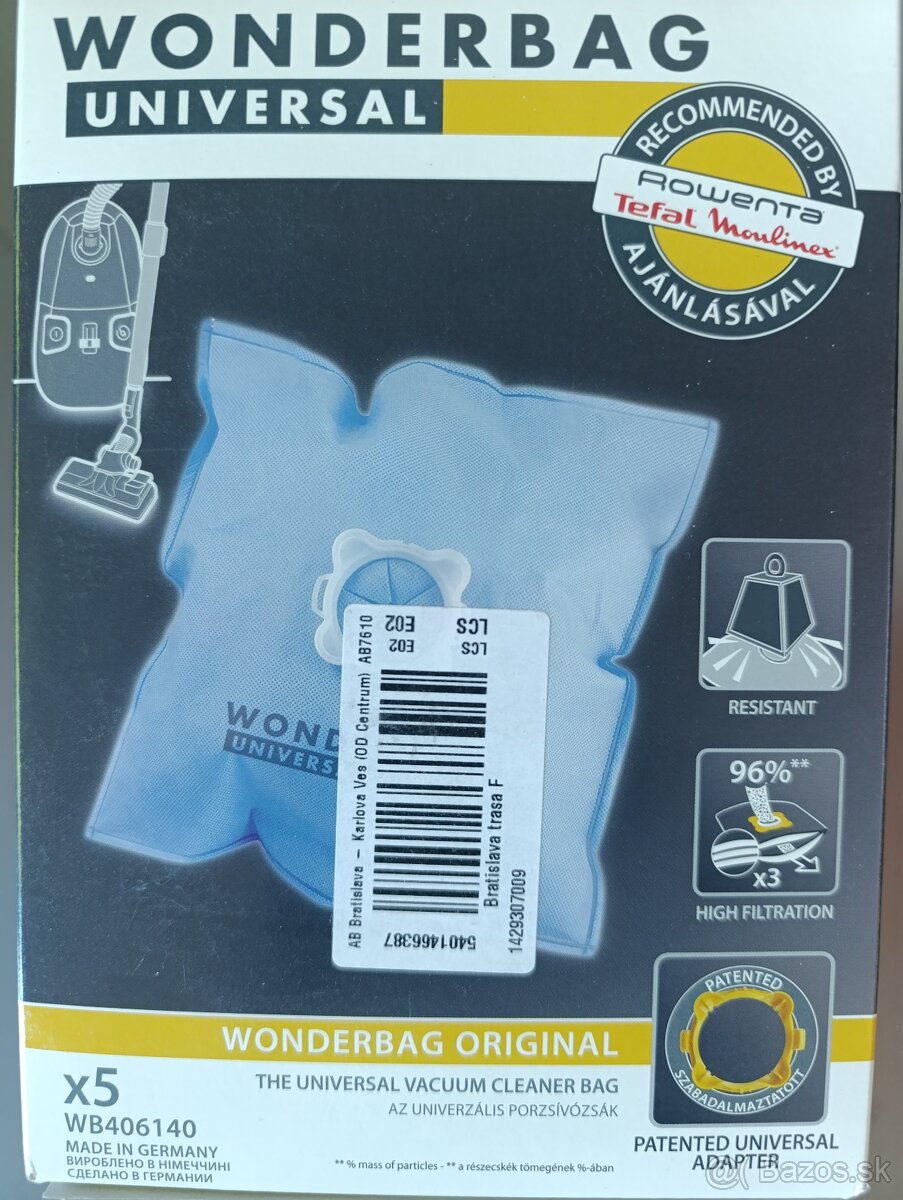 WONDERBAG
UNIVERSAL
RECOMMENDED BY
ROWENTA
Tefal Moulinex
AJÁNLÁSÁVAL
RESISTANT
96%**
x3
HIGH FILTRATION
WOND
UNIVERS
LCS E02
LCS E02
AB Bratislava - Karlova Ves (OD Centrum) AB7610
5401466387
Bratislava trasa F
1429307009
PATENTED
SZABADALMAZTATOTT
PATENTED UNIVERSAL
ADAPTER
WONDERBAG ORIGINAL
x5
THE UNIVERSAL VACUUM CLEANER BAG
AZ UNIVERZÁLIS PORZSÍVÓZSÁK
WB406140
MADE IN GERMANY
ВИРОБЛЕНО В НІМЕЧЧИНІ
СДЕЛАНО В ГЕРМАНИИ
** % mass of particles - ** a részecskék tömegének %-ában
Bazos.sk